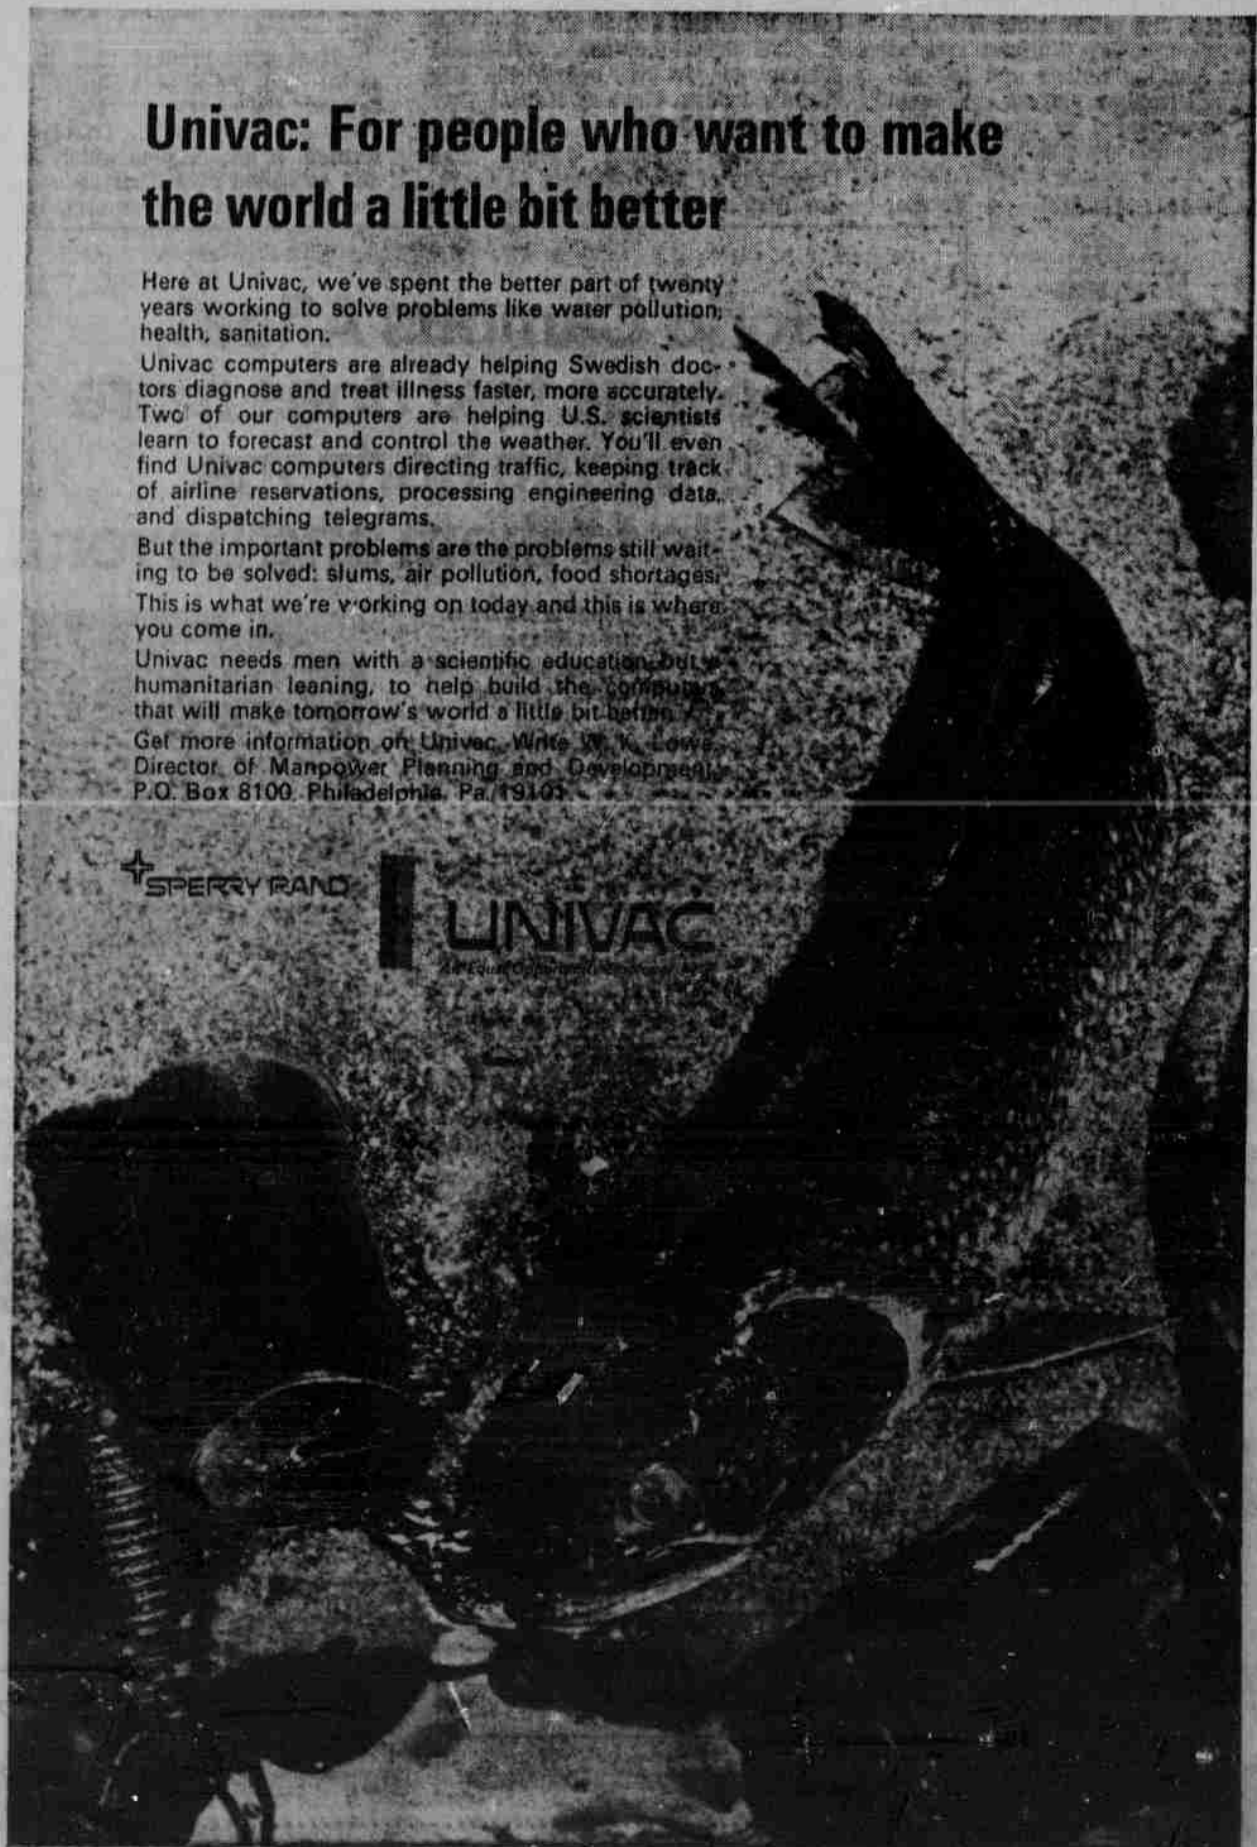 Univac: For people who want to make
the world a little bit better
Here at Univac, we've spent the better part of twenty
years working to solve problems like water pollution,
health, sanitation.
Univac computers are already helping Swedish doc-
tors diagnose and treat illness faster, more accurately.
Two of our computers are helping U.S. scientists
learn to forecast and control the weather. You'll even
find Univac computers directing traffic, keeping track
of airline reservations, processing engineering data,
and dispatching telegrams.
But the important problems are the problems still wait-
ing to be solved: slums, air pollution, food shortages.
This is what we're working on today and this is where
you come in.
Univac needs men with a scientific education, but
humanitarian leaning, to help build the computers
that will make tomorrow's world a little bit better.
Get more information on Univac. Write W. K. Lowe,
Director of Manpower Planning and Development,
P.O. Box 8100, Philadelphia, Pa. 19101
SPERRY RAND
UNIVAC
An Equal Opportunity Employer